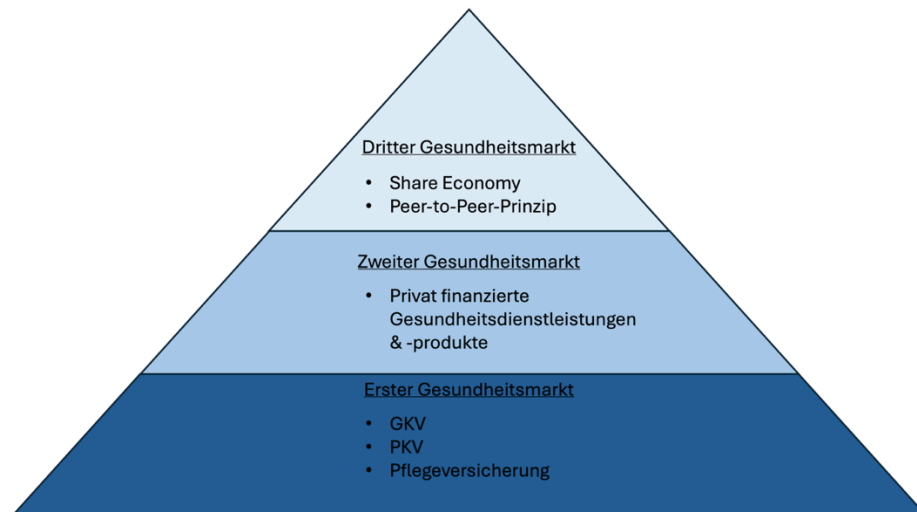 Dritter Gesundheitsmarkt
• Share Economy
• Peer-to-Peer-Prinzip
Zweiter Gesundheitsmarkt
• Privat finanzierte
Gesundheitsdienstleistungen
& -produkte
Erster Gesundheitsmarkt
• GKV
• PKV
• Pflegeversicherung